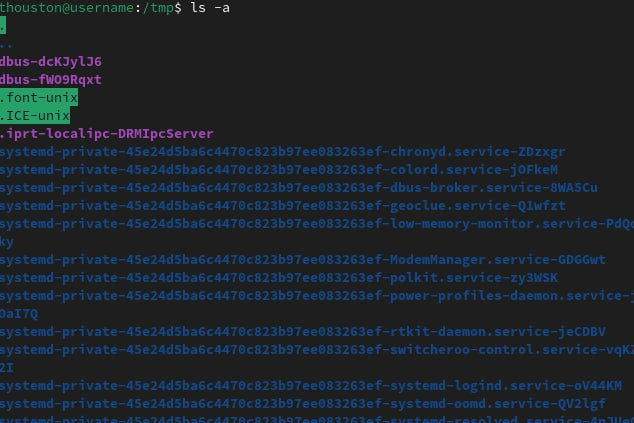 thouston@username:/tmp$ ls -a
.
..
dbus-dcKJylJ6
dbus-fWO9Rqxt
.font-unix
.ICE-unix
.iprt-localipc-DRMIpcServer
systemd-private-45e24d5ba6c4470c823b97ee083263ef-chronyd.service-ZDzxgr
systemd-private-45e24d5ba6c4470c823b97ee083263ef-colord.service-jOFkeM
systemd-private-45e24d5ba6c4470c823b97ee083263ef-dbus-broker.service-8WA5Cu
systemd-private-45e24d5ba6c4470c823b97ee083263ef-geoclue.service-Q1wfzt
systemd-private-45e24d5ba6c4470c823b97ee083263ef-low-memory-monitor.service-PdQc
ky
systemd-private-45e24d5ba6c4470c823b97ee083263ef-ModemManager.service-GDGGwt
systemd-private-45e24d5ba6c4470c823b97ee083263ef-polkit.service-zy3WSK
systemd-private-45e24d5ba6c4470c823b97ee083263ef-power-profiles-daemon.service-j
OaI7Q
systemd-private-45e24d5ba6c4470c823b97ee083263ef-rtkit-daemon.service-jeCDBV
systemd-private-45e24d5ba6c4470c823b97ee083263ef-switcheroo-control.service-vqKZ
2I
systemd-private-45e24d5ba6c4470c823b97ee083263ef-systemd-logind.service-oV44KM
systemd-private-45e24d5ba6c4470c823b97ee083263ef-systemd-oomd.service-QV2lgf